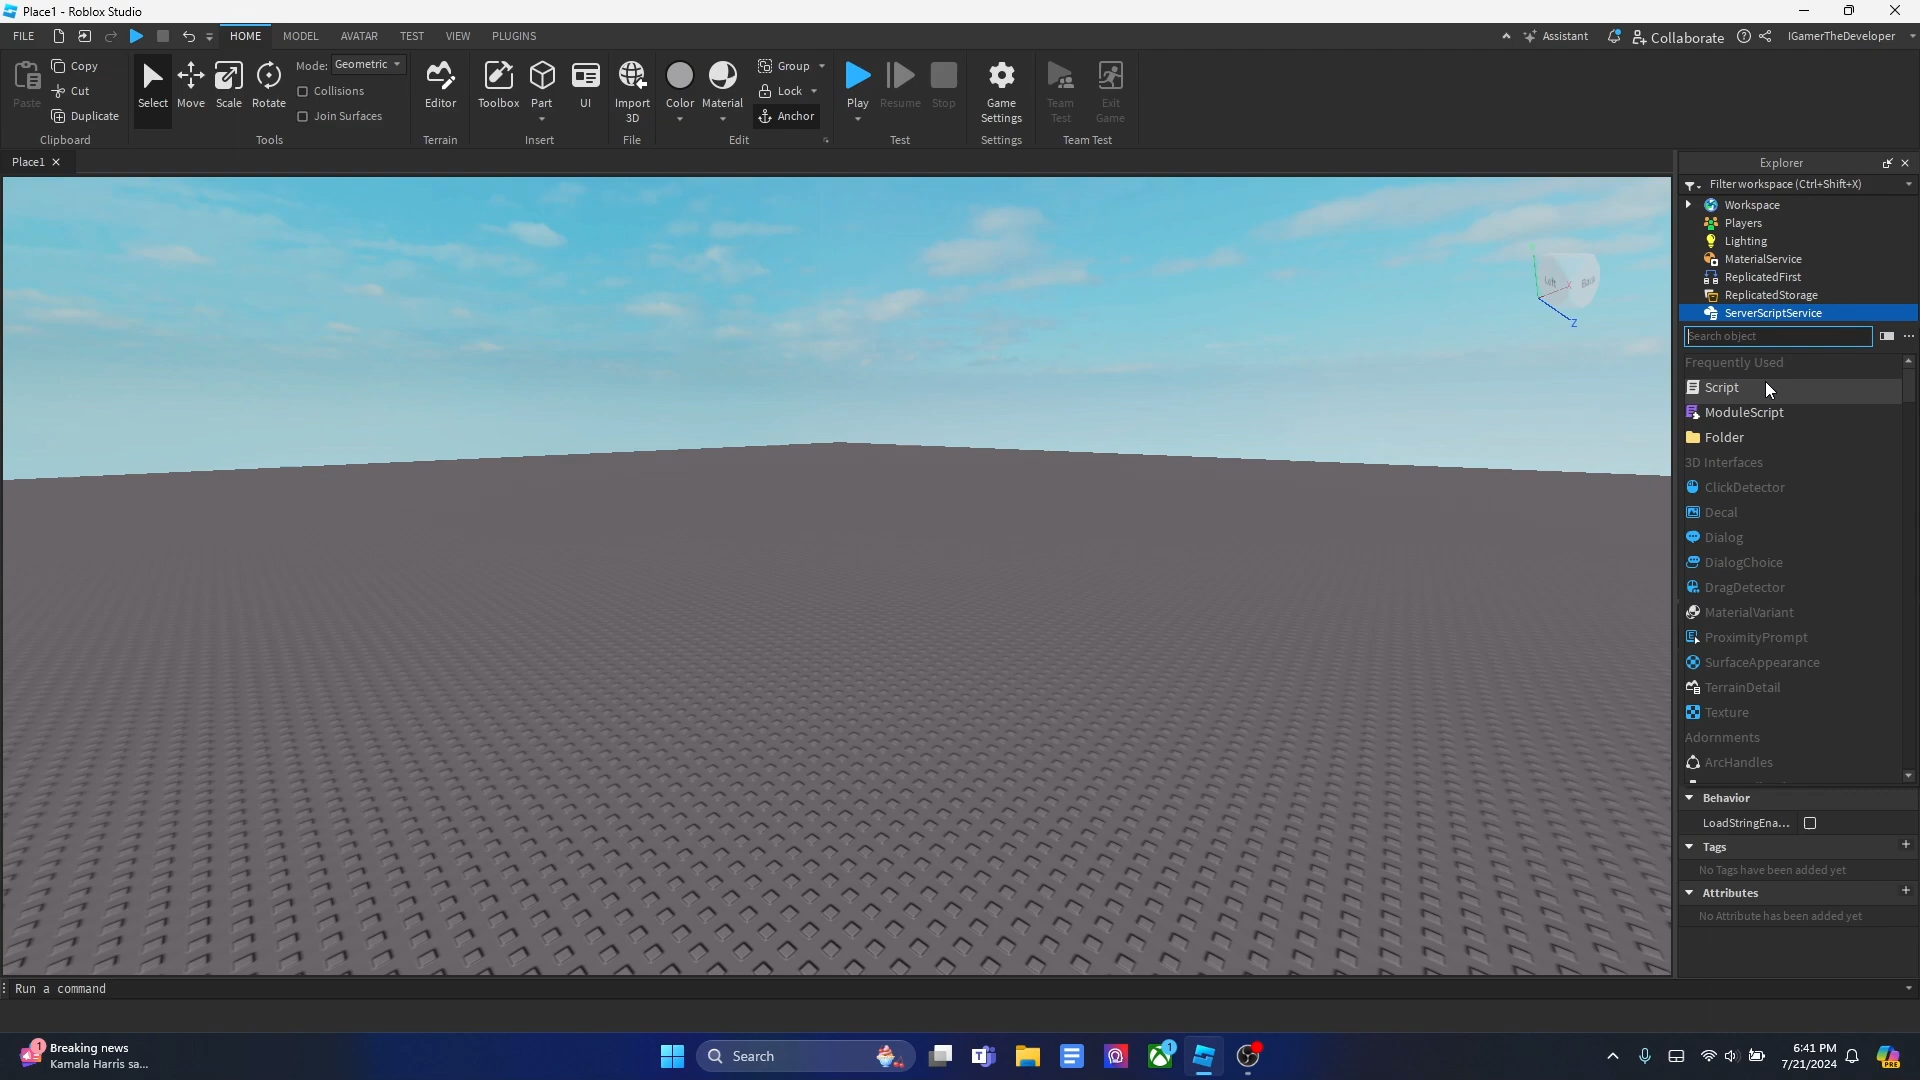 Place1 - Roblox Studio
FILE
HOME
MODEL
AVATAR
TEST
VIEW
PLUGINS
Assistant
Collaborate
IGamerTheDeveloper
Paste
Copy
Cut
Duplicate
Clipboard
Select
Move
Scale
Rotate
Mode: Geometric
Collisions
Join Surfaces
Tools
Editor
Terrain
Toolbox
Part
UI
Insert
Import 3D
File
Color
Material
Group
Lock
Anchor
Edit
Play
Resume
Stop
Test
Game Settings
Settings
Team Test
Exit Game
Team Test
Place1
Left
Back
X
Z
Explorer
Filter workspace (Ctrl+Shift+X)
Workspace
Players
Lighting
MaterialService
ReplicatedFirst
ReplicatedStorage
ServerScriptService
Search object
Frequently Used
Script
ModuleScript
Folder
3D Interfaces
ClickDetector
Decal
Dialog
DialogChoice
DragDetector
MaterialVariant
ProximityPrompt
SurfaceAppearance
TerrainDetail
Texture
Adornments
ArcHandles
Behavior
LoadStringEna...
Tags
No Tags have been added yet
Attributes
No Attribute has been added yet
Run a command
1
Breaking news
Kamala Harris sa...
Search
1
6:41 PM
7/21/2024
PRE